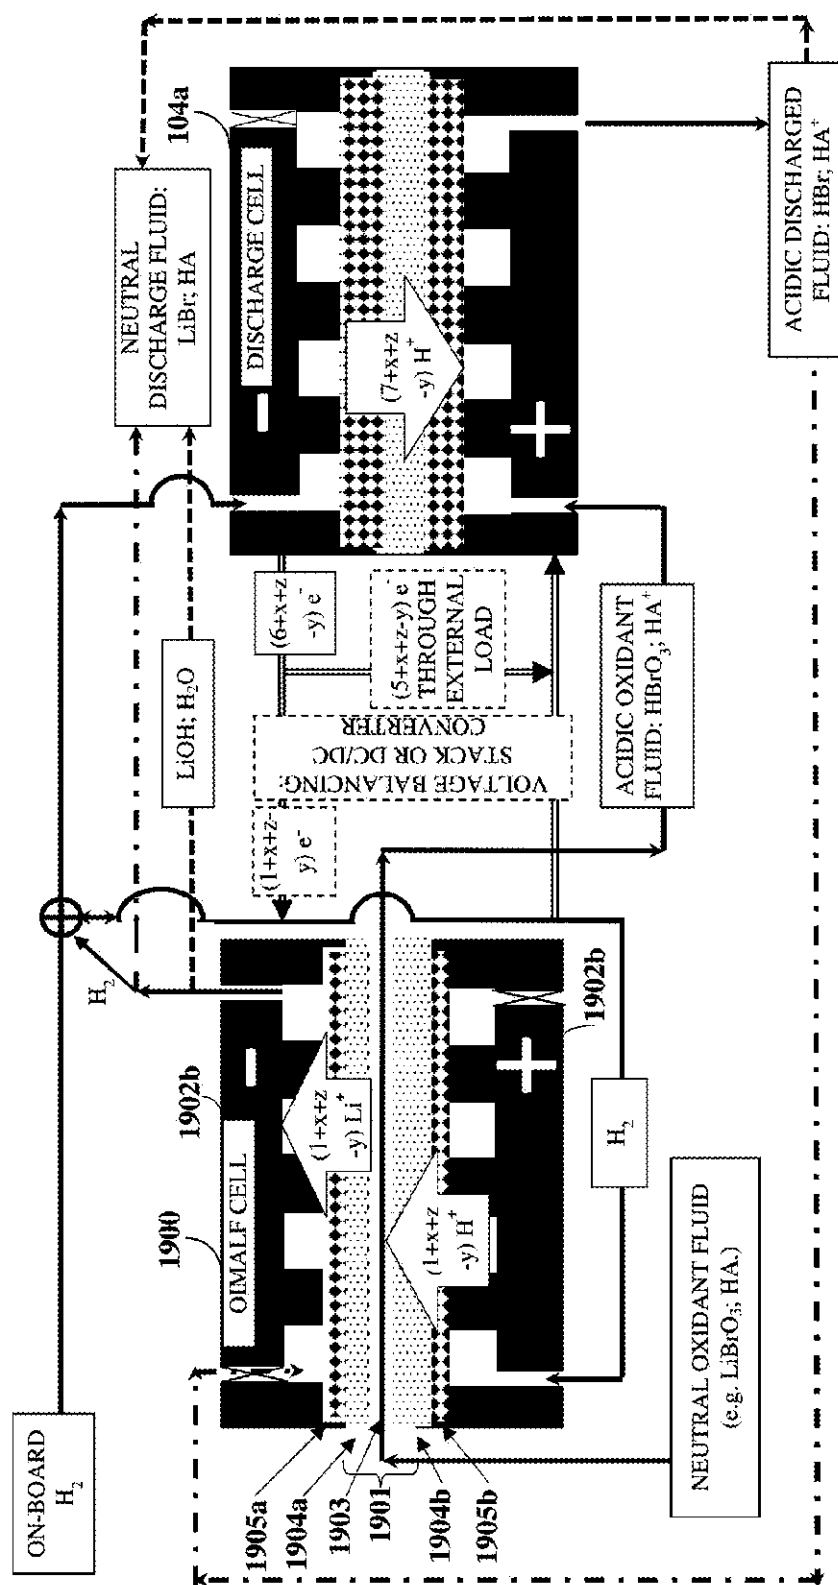 ON-BOARD
H2
H2
LiOH; H2O
NEUTRAL
DISCHARGE FLUID:
LiBr; HA
104a
DISCHARGE CELL
−
(7+x+z
-y) H+
+
1900
1902b
OIMALF CELL
−
(1+x+z
-y) Li+
(1+x+z
-y) H+
+
1902b
1905a
1904a
1903
1901
1904b
1905b
(1+x+z-
y) e-
VOLTAGE BALANCING:
STACK OR DC/DC
CONVERTER
(6+x+z
-y) e-
(5+x+z-y) e-
THROUGH
EXTERNAL
LOAD
H2
NEUTRAL OXIDANT FLUID
(e.g. LiBrO3; HA.)
ACIDIC OXIDANT
FLUID: HBrO3; HA+
ACIDIC DISCHARGED
FLUID: HBr; HA+